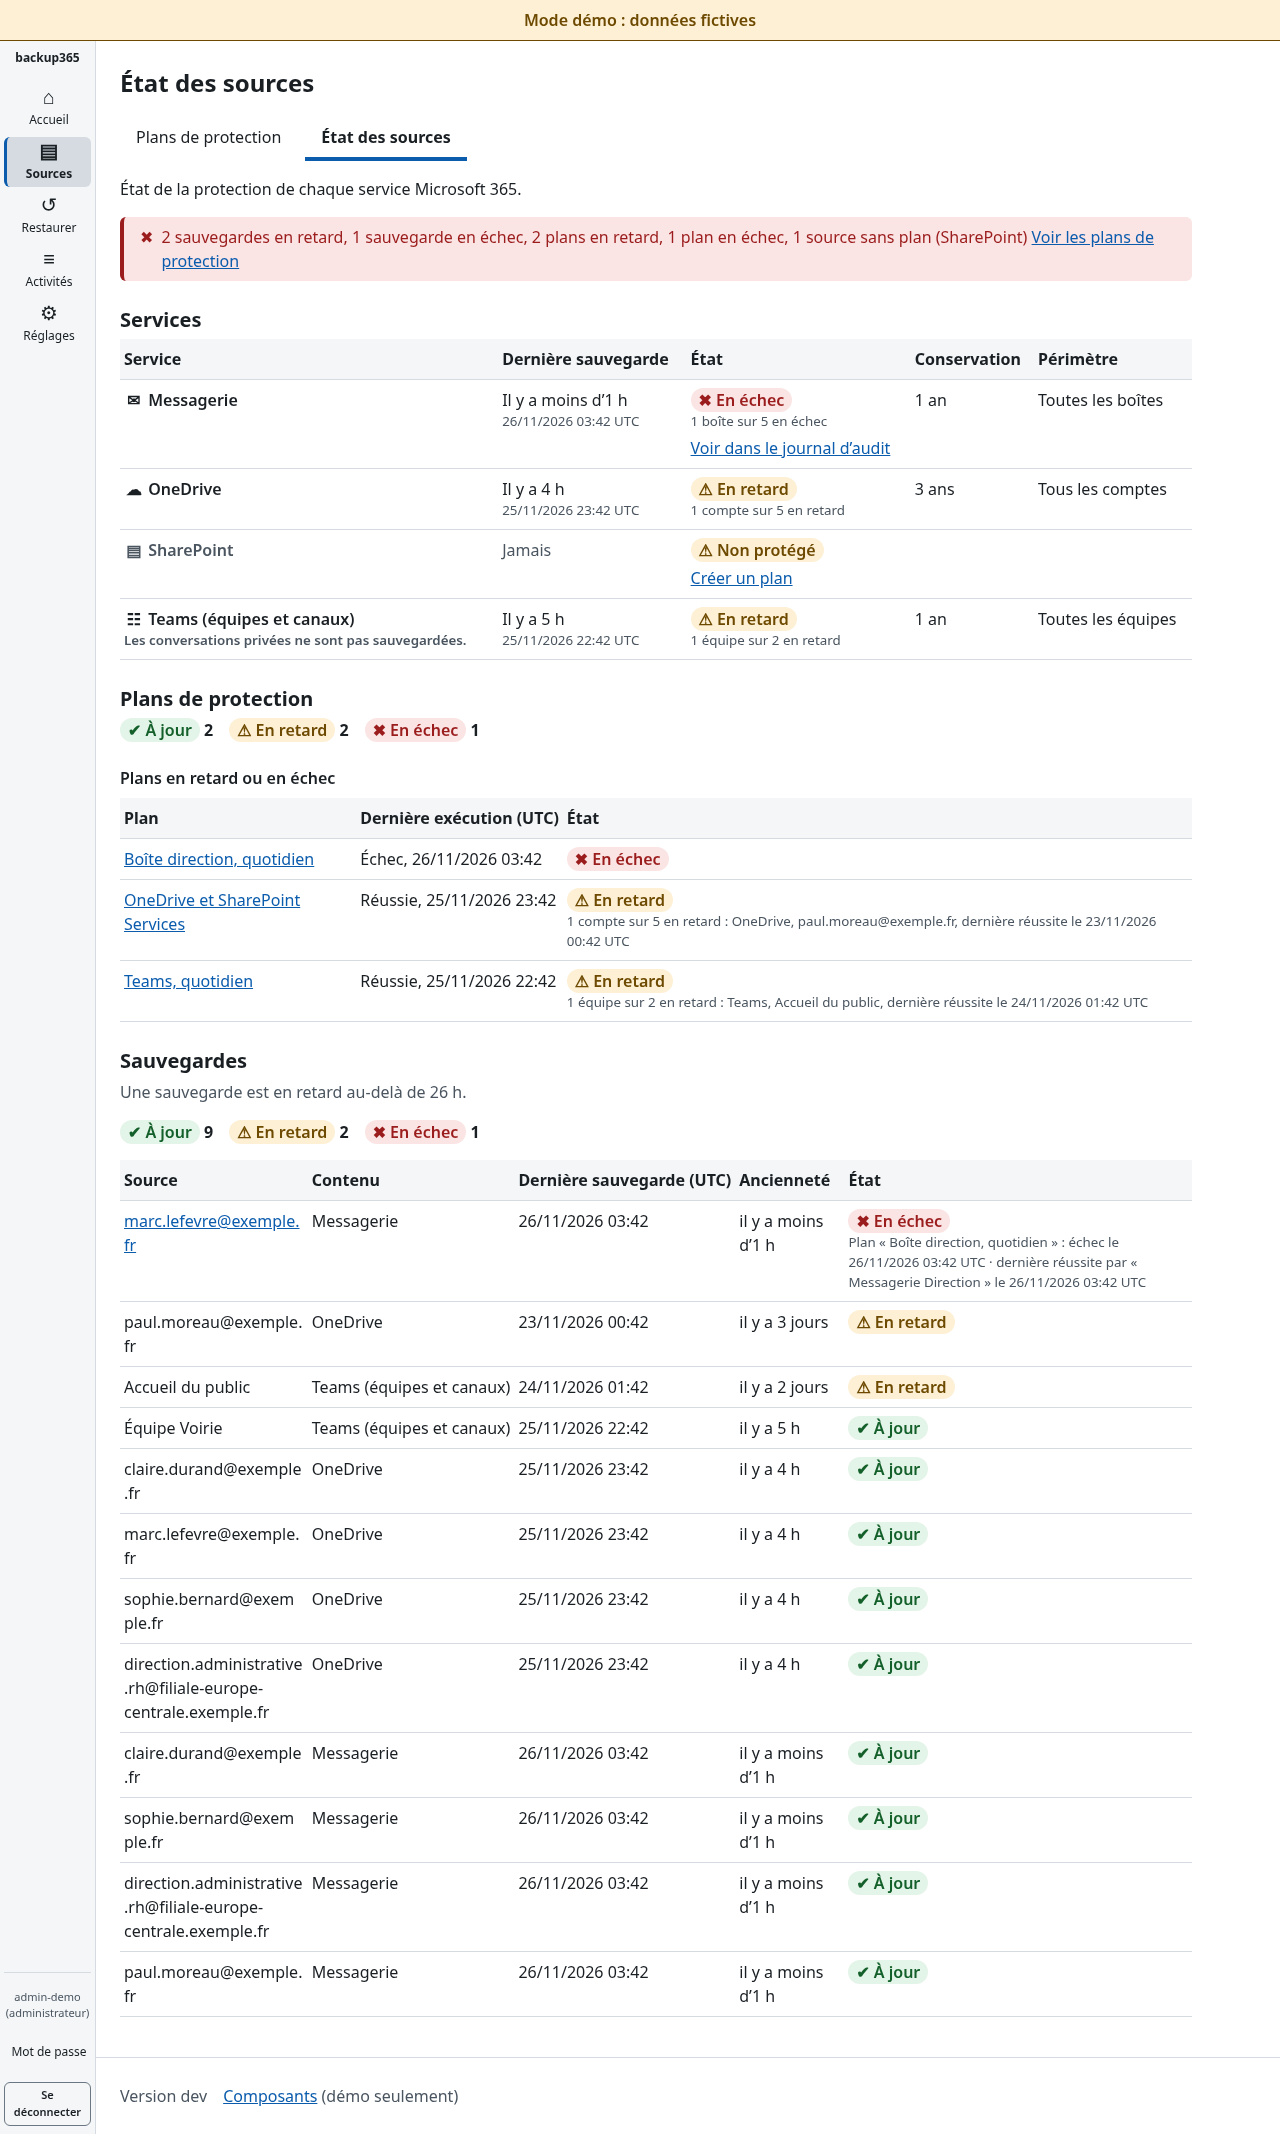 Mode démo : données fictives
backup365
Accueil
Sources
Restaurer
Activités
Réglages
admin-demo
(administrateur)
Mot de passe
Se
déconnecter
État des sources
Plans de protection
État des sources
État de la protection de chaque service Microsoft 365.
✖ 2 sauvegardes en retard, 1 sauvegarde en échec, 2 plans en retard, 1 plan en échec, 1 source sans plan (SharePoint) Voir les plans de
protection
Services
Service Dernière sauvegarde État Conservation Périmètre
✉ Messagerie Il y a moins d’1 h ✖ En échec 1 an Toutes les boîtes
26/11/2026 03:42 UTC 1 boîte sur 5 en échec
Voir dans le journal d’audit
☁ OneDrive Il y a 4 h ⚠ En retard 3 ans Tous les comptes
25/11/2026 23:42 UTC 1 compte sur 5 en retard
▤ SharePoint Jamais ⚠ Non protégé
Créer un plan
☷ Teams (équipes et canaux) Il y a 5 h ⚠ En retard 1 an Toutes les équipes
Les conversations privées ne sont pas sauvegardées. 25/11/2026 22:42 UTC 1 équipe sur 2 en retard
Plans de protection
✔ À jour 2 ⚠ En retard 2 ✖ En échec 1
Plans en retard ou en échec
Plan Dernière exécution (UTC) État
Boîte direction, quotidien Échec, 26/11/2026 03:42 ✖ En échec
OneDrive et SharePoint Réussie, 25/11/2026 23:42 ⚠ En retard
Services 1 compte sur 5 en retard : OneDrive, paul.moreau@exemple.fr, dernière réussite le 23/11/2026
00:42 UTC
Teams, quotidien Réussie, 25/11/2026 22:42 ⚠ En retard
1 équipe sur 2 en retard : Teams, Accueil du public, dernière réussite le 24/11/2026 01:42 UTC
Sauvegardes
Une sauvegarde est en retard au-delà de 26 h.
✔ À jour 9 ⚠ En retard 2 ✖ En échec 1
Source Contenu Dernière sauvegarde (UTC) Ancienneté État
marc.lefevre@exemple. Messagerie 26/11/2026 03:42 il y a moins ✖ En échec
fr d’1 h Plan « Boîte direction, quotidien » : échec le
26/11/2026 03:42 UTC · dernière réussite par «
Messagerie Direction » le 26/11/2026 03:42 UTC
paul.moreau@exemple. OneDrive 23/11/2026 00:42 il y a 3 jours ⚠ En retard
fr
Accueil du public Teams (équipes et canaux) 24/11/2026 01:42 il y a 2 jours ⚠ En retard
Équipe Voirie Teams (équipes et canaux) 25/11/2026 22:42 il y a 5 h ✔ À jour
claire.durand@exemple OneDrive 25/11/2026 23:42 il y a 4 h ✔ À jour
.fr
marc.lefevre@exemple. OneDrive 25/11/2026 23:42 il y a 4 h ✔ À jour
fr
sophie.bernard@exem OneDrive 25/11/2026 23:42 il y a 4 h ✔ À jour
ple.fr
direction.administrative OneDrive 25/11/2026 23:42 il y a 4 h ✔ À jour
.rh@filiale-europe-
centrale.exemple.fr
claire.durand@exemple Messagerie 26/11/2026 03:42 il y a moins ✔ À jour
.fr d’1 h
sophie.bernard@exem Messagerie 26/11/2026 03:42 il y a moins ✔ À jour
ple.fr d’1 h
direction.administrative Messagerie 26/11/2026 03:42 il y a moins ✔ À jour
.rh@filiale-europe- d’1 h
centrale.exemple.fr
paul.moreau@exemple. Messagerie 26/11/2026 03:42 il y a moins ✔ À jour
fr d’1 h
Version dev Composants (démo seulement)